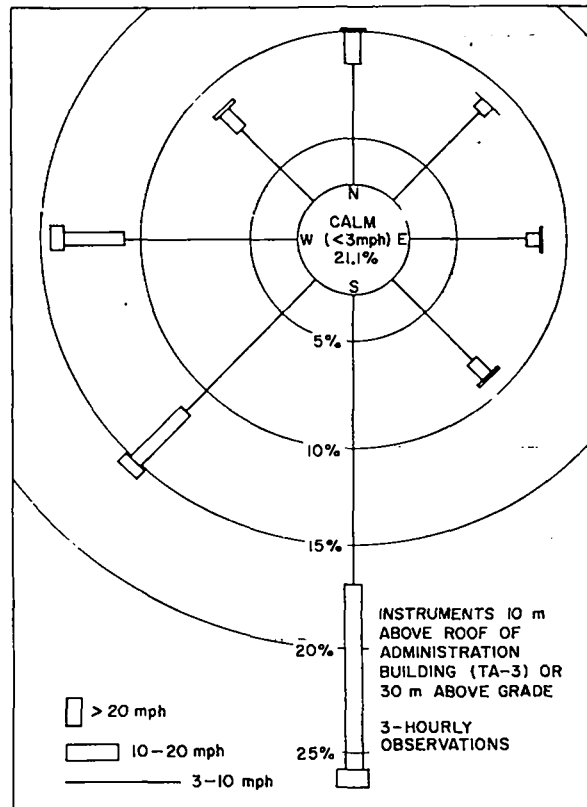 N
CALM
W (<3mph) E
21.1%
S
5%
10%
15%
20%
25%
INSTRUMENTS 10 m
ABOVE ROOF OF
ADMINISTRATION
BUILDING (TA-3) OR
30 m ABOVE GRADE
3-HOURLY
OBSERVATIONS
> 20 mph
10-20 mph
3-10 mph